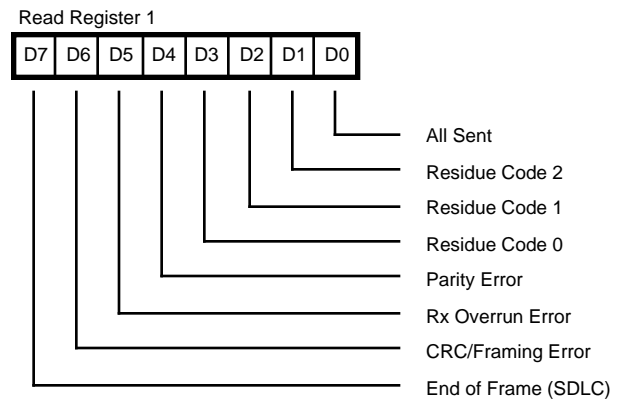 Read Register 1
D7 D6 D5 D4 D3 D2 D1 D0
All Sent
Residue Code 2
Residue Code 1
Residue Code 0
Parity Error
Rx Overrun Error
CRC/Framing Error
End of Frame (SDLC)